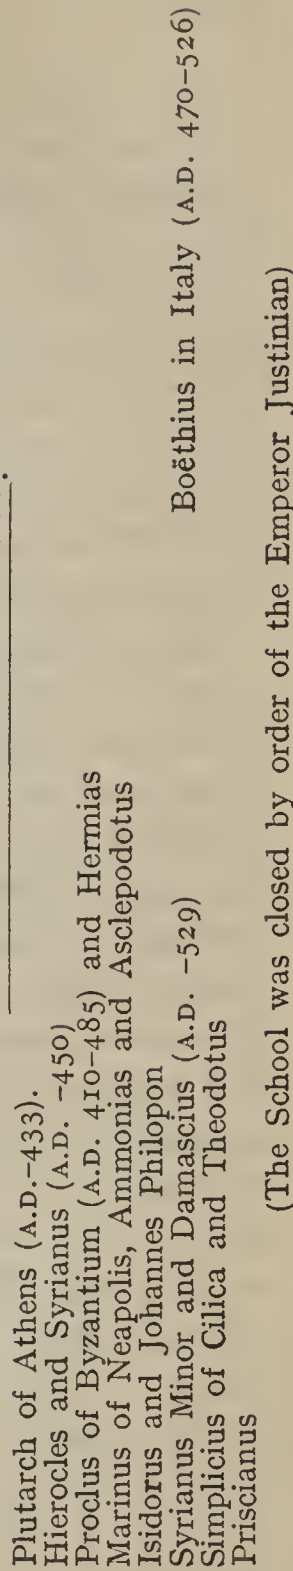 Plutarch of Athens (A.D.–433).
Hierocles and Syrianus (A.D. –450)
Proclus of Byzantium (A.D. 410–485) and Hermias
Marinus of Neapolis, Ammonias and Asclepodotus
Isidorus and Johannes Philopon
Syrianus Minor and Damascius (A.D. –529)
Simplicius of Cilica and Theodotus
Priscianus
Boëthius in Italy (A.D. 470–526)
(The School was closed by order of the Emperor Justinian)